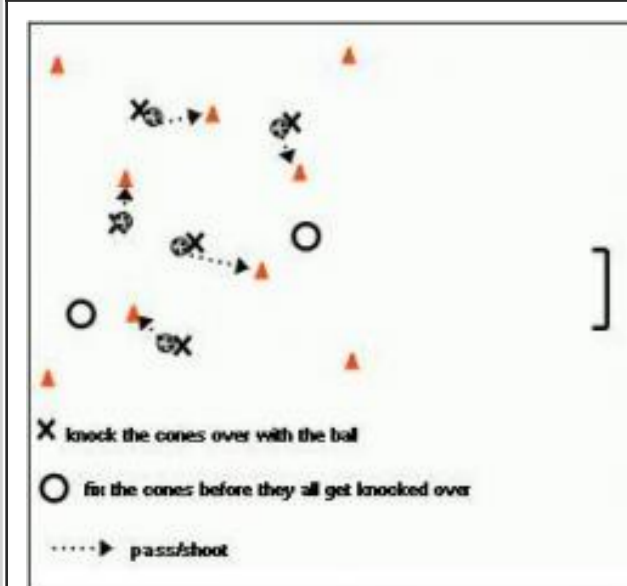 knock the cones over with the ball
fix the cones before they all get knocked over
pass/shoot